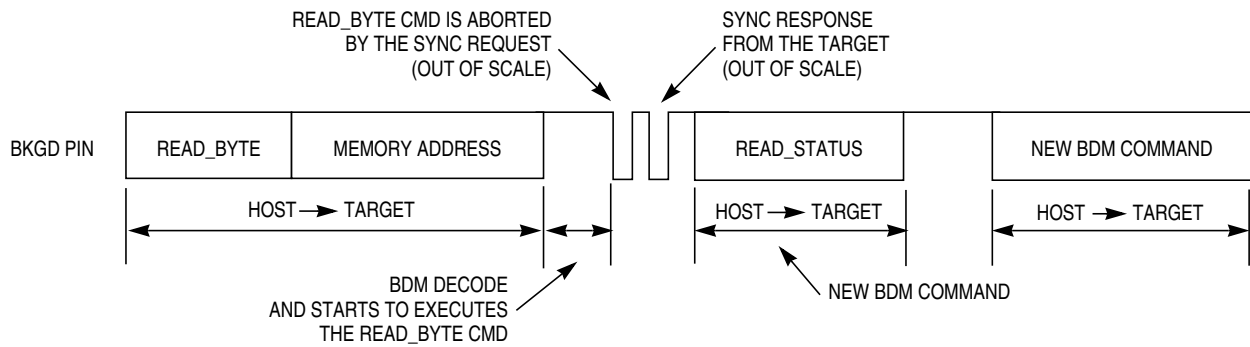 READ_BYTE CMD IS ABORTED
BY THE SYNC REQUEST
(OUT OF SCALE)
SYNC RESPONSE
FROM THE TARGET
(OUT OF SCALE)
BKGD PIN
READ_BYTE
MEMORY ADDRESS
READ_STATUS
NEW BDM COMMAND
HOST
TARGET
HOST
TARGET
HOST
TARGET
BDM DECODE
AND STARTS TO EXECUTES
THE READ_BYTE CMD
NEW BDM COMMAND